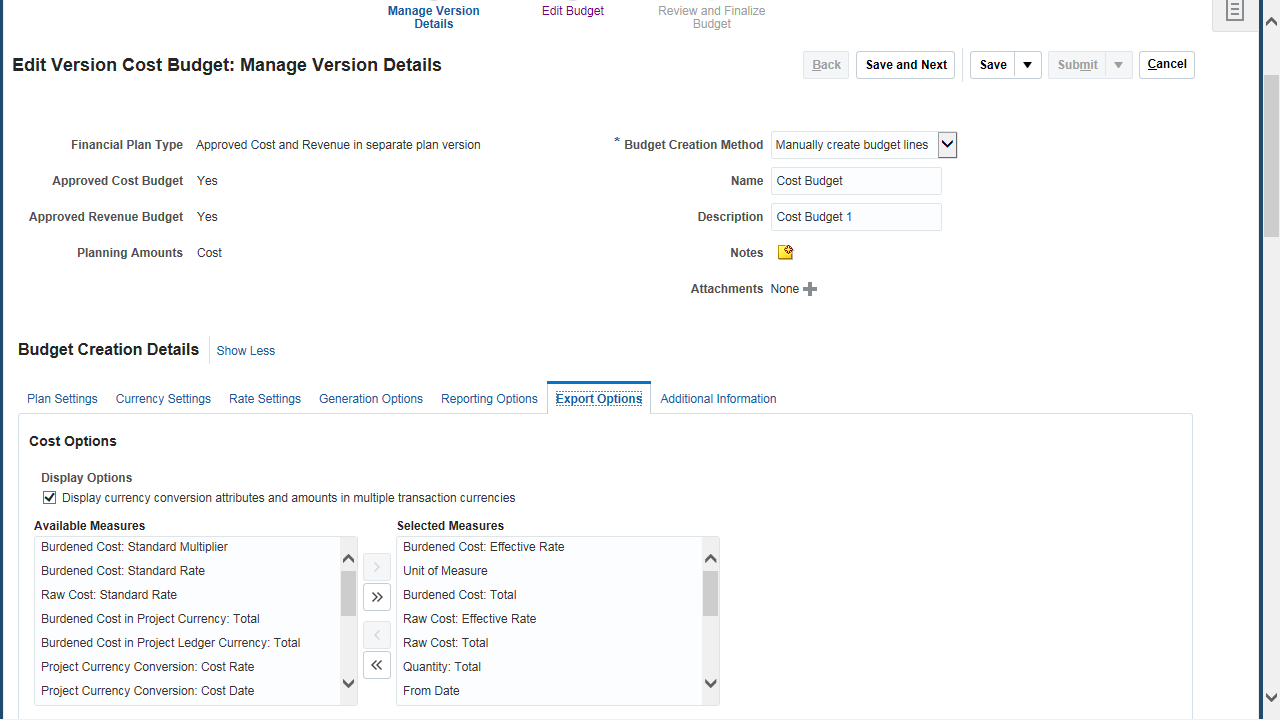 Manage Version
Details
Edit Budget
Review and Finalize
Budget
Edit Version Cost Budget: Manage Version Details
Back
Save and Next
Save
Submit
Cancel
Financial Plan Type Approved Cost and Revenue in separate plan version
Approved Cost Budget Yes
Approved Revenue Budget Yes
Planning Amounts Cost
* Budget Creation Method Manually create budget lines
Name Cost Budget
Description Cost Budget 1
Notes
Attachments None
Budget Creation Details Show Less
Plan Settings Currency Settings Rate Settings Generation Options Reporting Options Export Options Additional Information
Cost Options
Display Options
Display currency conversion attributes and amounts in multiple transaction currencies
Available Measures
Burdened Cost: Standard Multiplier
Burdened Cost: Standard Rate
Raw Cost: Standard Rate
Burdened Cost in Project Currency: Total
Burdened Cost in Project Ledger Currency: Total
Project Currency Conversion: Cost Rate
Project Currency Conversion: Cost Date
Selected Measures
Burdened Cost: Effective Rate
Unit of Measure
Burdened Cost: Total
Raw Cost: Effective Rate
Raw Cost: Total
Quantity: Total
From Date